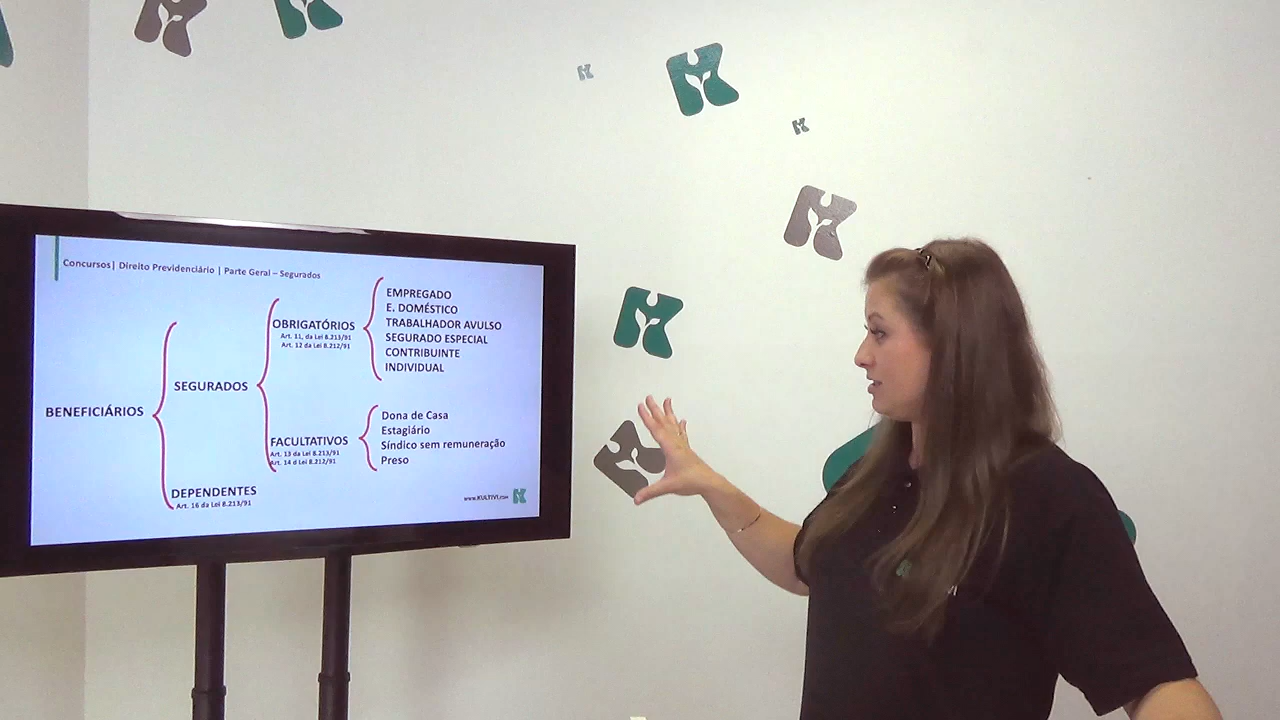 Concursos| Direito Previdenciário | Parte Geral – Segurados
BENEFICIÁRIOS
SEGURADOS
OBRIGATÓRIOS
Art. 11, da Lei 8.213/91
Art. 12 da Lei 8.212/91
EMPREGADO
E. DOMÉSTICO
TRABALHADOR AVULSO
SEGURADO ESPECIAL
CONTRIBUINTE
INDIVIDUAL
FACULTATIVOS
Art. 13 da Lei 8.213/91
Art. 14 d Lei 8.212/91
Dona de Casa
Estagiário
Síndico sem remuneração
Preso
DEPENDENTES
Art. 16 da Lei 8.213/91
www.KULTIVI.com